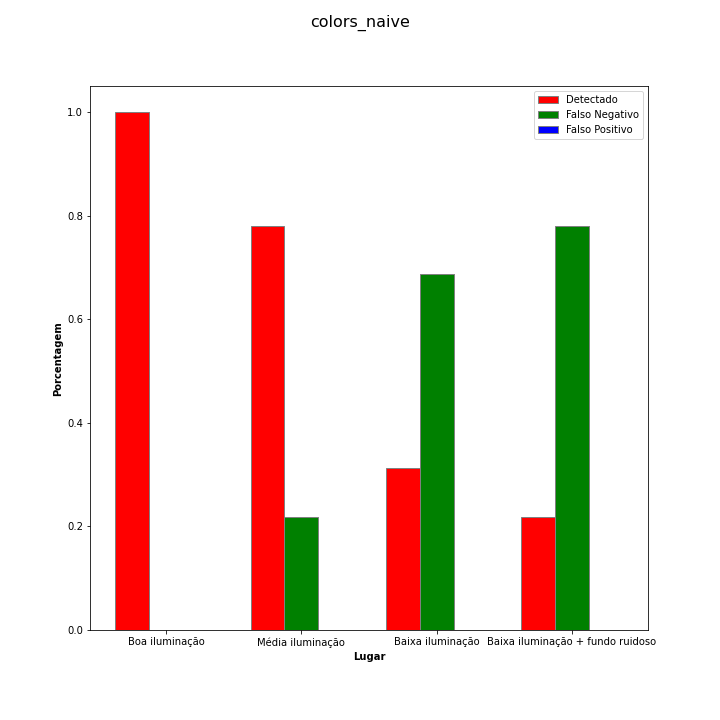 colors_naive
Detectado
Falso Negativo
Falso Positivo
1.0
0.8
0.6
0.4
0.2
0.0
Porcentagem
Boa iluminação Média iluminação Baixa iluminação Baixa iluminação + fundo ruidoso
Lugar